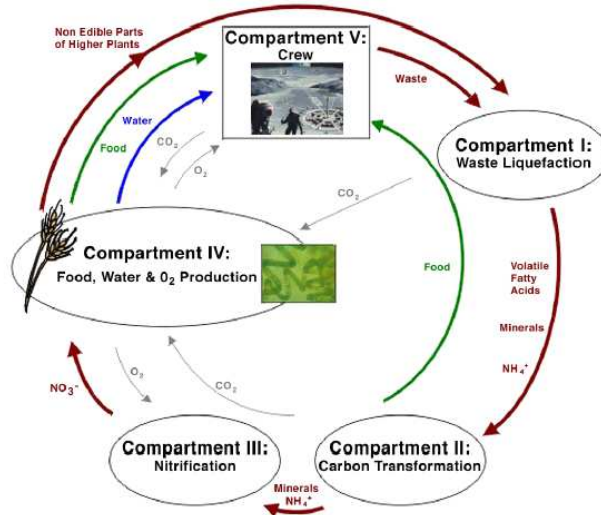 Non Edible Parts
of Higher Plants
Compartment V:
Crew
Waste
Water
Food
CO₂
O₂
Compartment I:
Waste Liquefaction
CO₂
Compartment IV:
Food, Water & 0₂ Production
Food
Volatile
Fatty
Acids
Minerals
NH₄⁺
O₂
CO₂
NO₃⁻
Compartment III:
Nitrification
Compartment II:
Carbon Transformation
Minerals
NH₄⁺